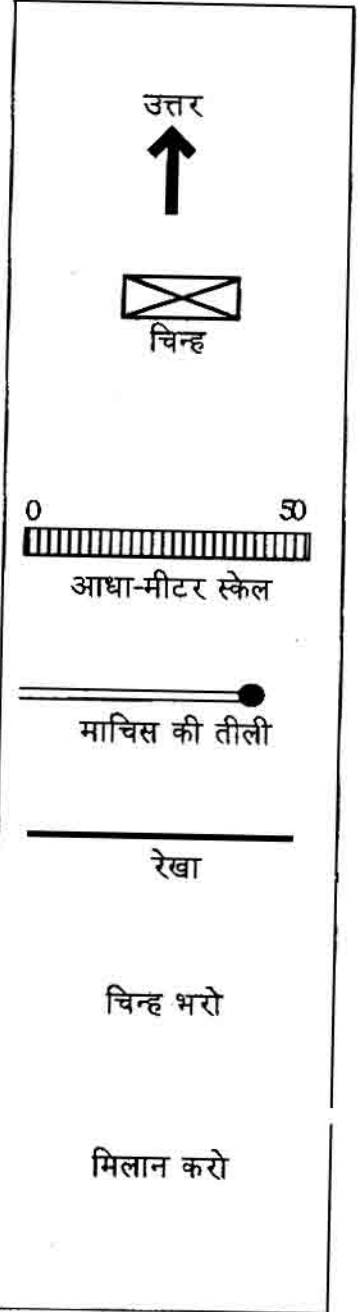 उत्तर
चिन्ह
0 50
आधा-मीटर स्केल
माचिस की तीली
रेखा
चिन्ह भरो
मिलान करो